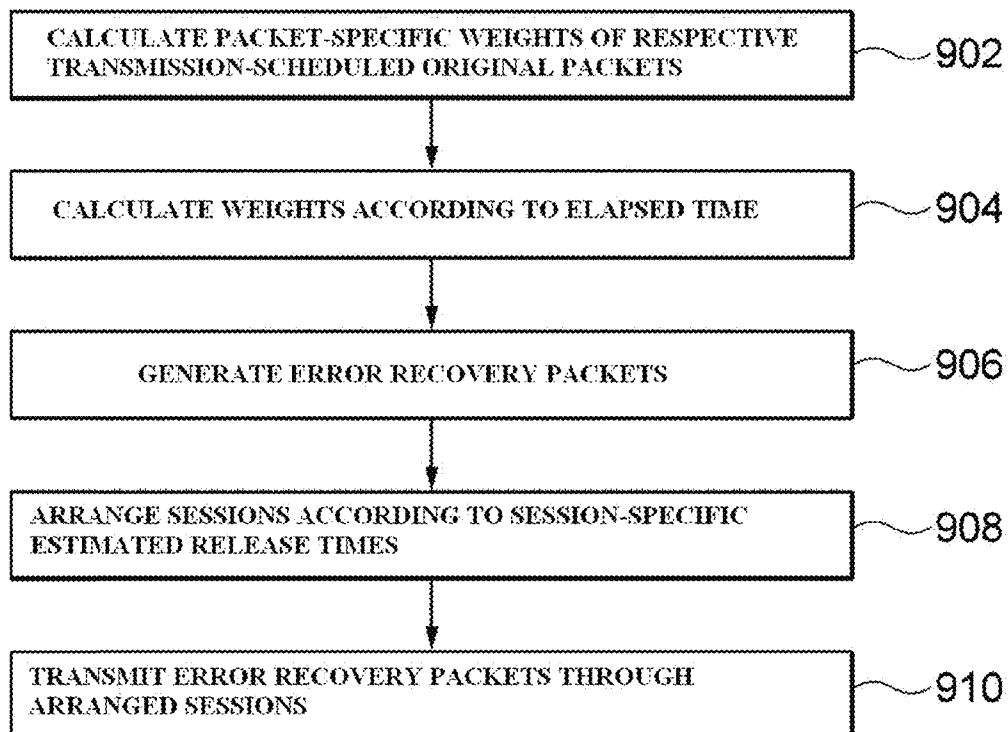 CALCULATE PACKET-SPECIFIC WEIGHTS OF RESPECTIVE
TRANSMISSION-SCHEDULED ORIGINAL PACKETS
902
CALCULATE WEIGHTS ACCORDING TO ELAPSED TIME
904
GENERATE ERROR RECOVERY PACKETS
906
ARRANGE SESSIONS ACCORDING TO SESSION-SPECIFIC
ESTIMATED RELEASE TIMES
908
TRANSMIT ERROR RECOVERY PACKETS THROUGH
ARRANGED SESSIONS
910